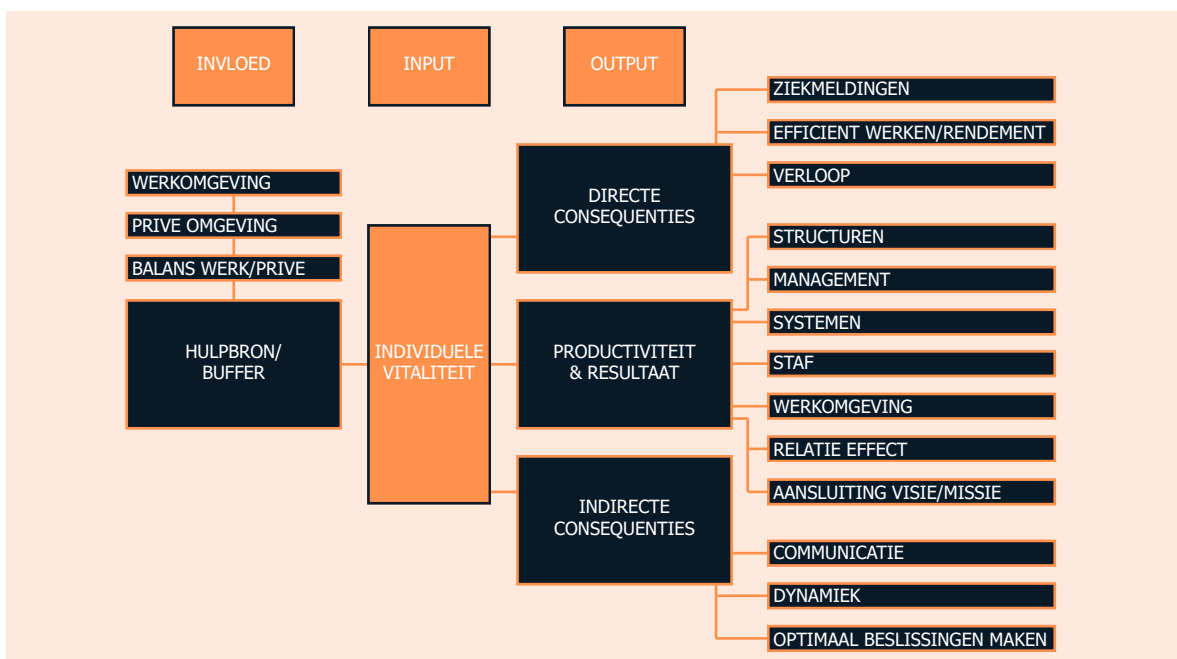 INVLOED
INPUT
OUTPUT
WERKOMGEVING
PRIVE OMGEVING
BALANS WERK/PRIVE
HULPBRON/
BUFFER
INDIVIDUELE
VITALITEIT
DIRECTE
CONSEQUENTIES
PRODUCTIVITEIT
& RESULTAAT
INDIRECTE
CONSEQUENTIES
ZIEKMELDINGEN
EFFICIENT WERKEN/RENDEMENT
VERLOOP
STRUCTUREN
MANAGEMENT
SYSTEMEN
STAF
WERKOMGEVING
RELATIE EFFECT
AANSLUITING VISIE/MISSIE
COMMUNICATIE
DYNAMIEK
OPTIMAAL BESLISSINGEN MAKEN